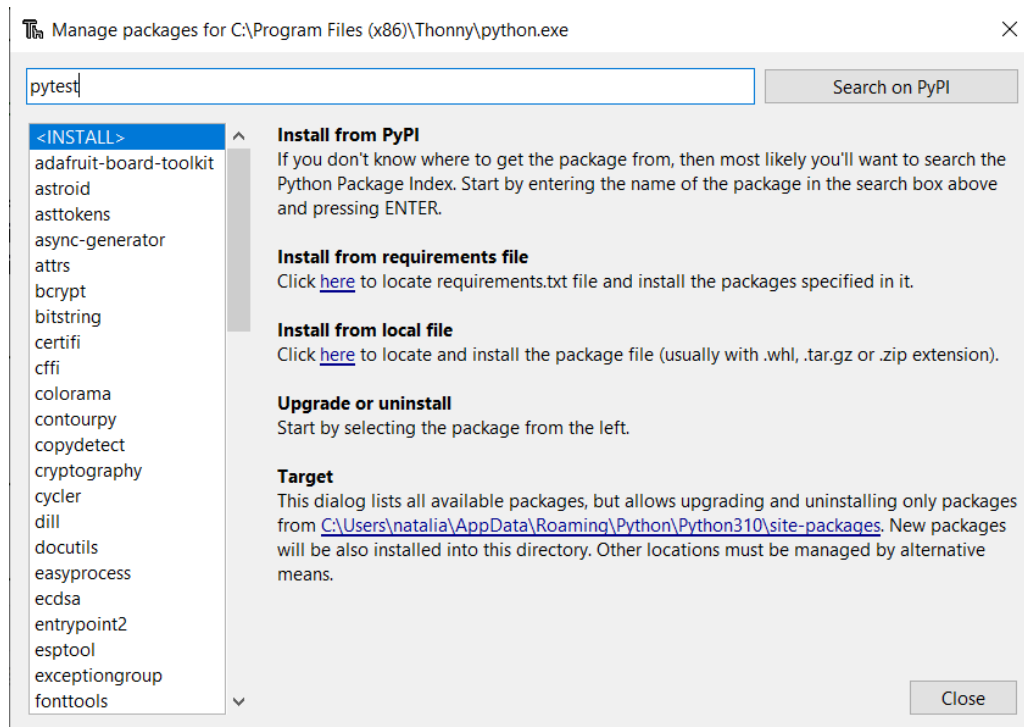 Th Manage packages for C:\Program Files (x86)\Thonny\python.exe
pytest
Search on PyPI
<INSTALL>
adafruit-board-toolkit
astroid
asttokens
async-generator
attrs
bcrypt
bitstring
certifi
cffi
colorama
contourpy
copydetect
cryptography
cycler
dill
docutils
easyprocess
ecdsa
entrypoint2
esptool
exceptiongroup
fonttools
Install from PyPI
If you don't know where to get the package from, then most likely you'll want to search the
Python Package Index. Start by entering the name of the package in the search box above
and pressing ENTER.
Install from requirements file
Click here to locate requirements.txt file and install the packages specified in it.
Install from local file
Click here to locate and install the package file (usually with .whl, .tar.gz or .zip extension).
Upgrade or uninstall
Start by selecting the package from the left.
Target
This dialog lists all available packages, but allows upgrading and uninstalling only packages
from C:\Users\natalia\AppData\Roaming\Python\Python310\site-packages. New packages
will be also installed into this directory. Other locations must be managed by alternative
means.
Close